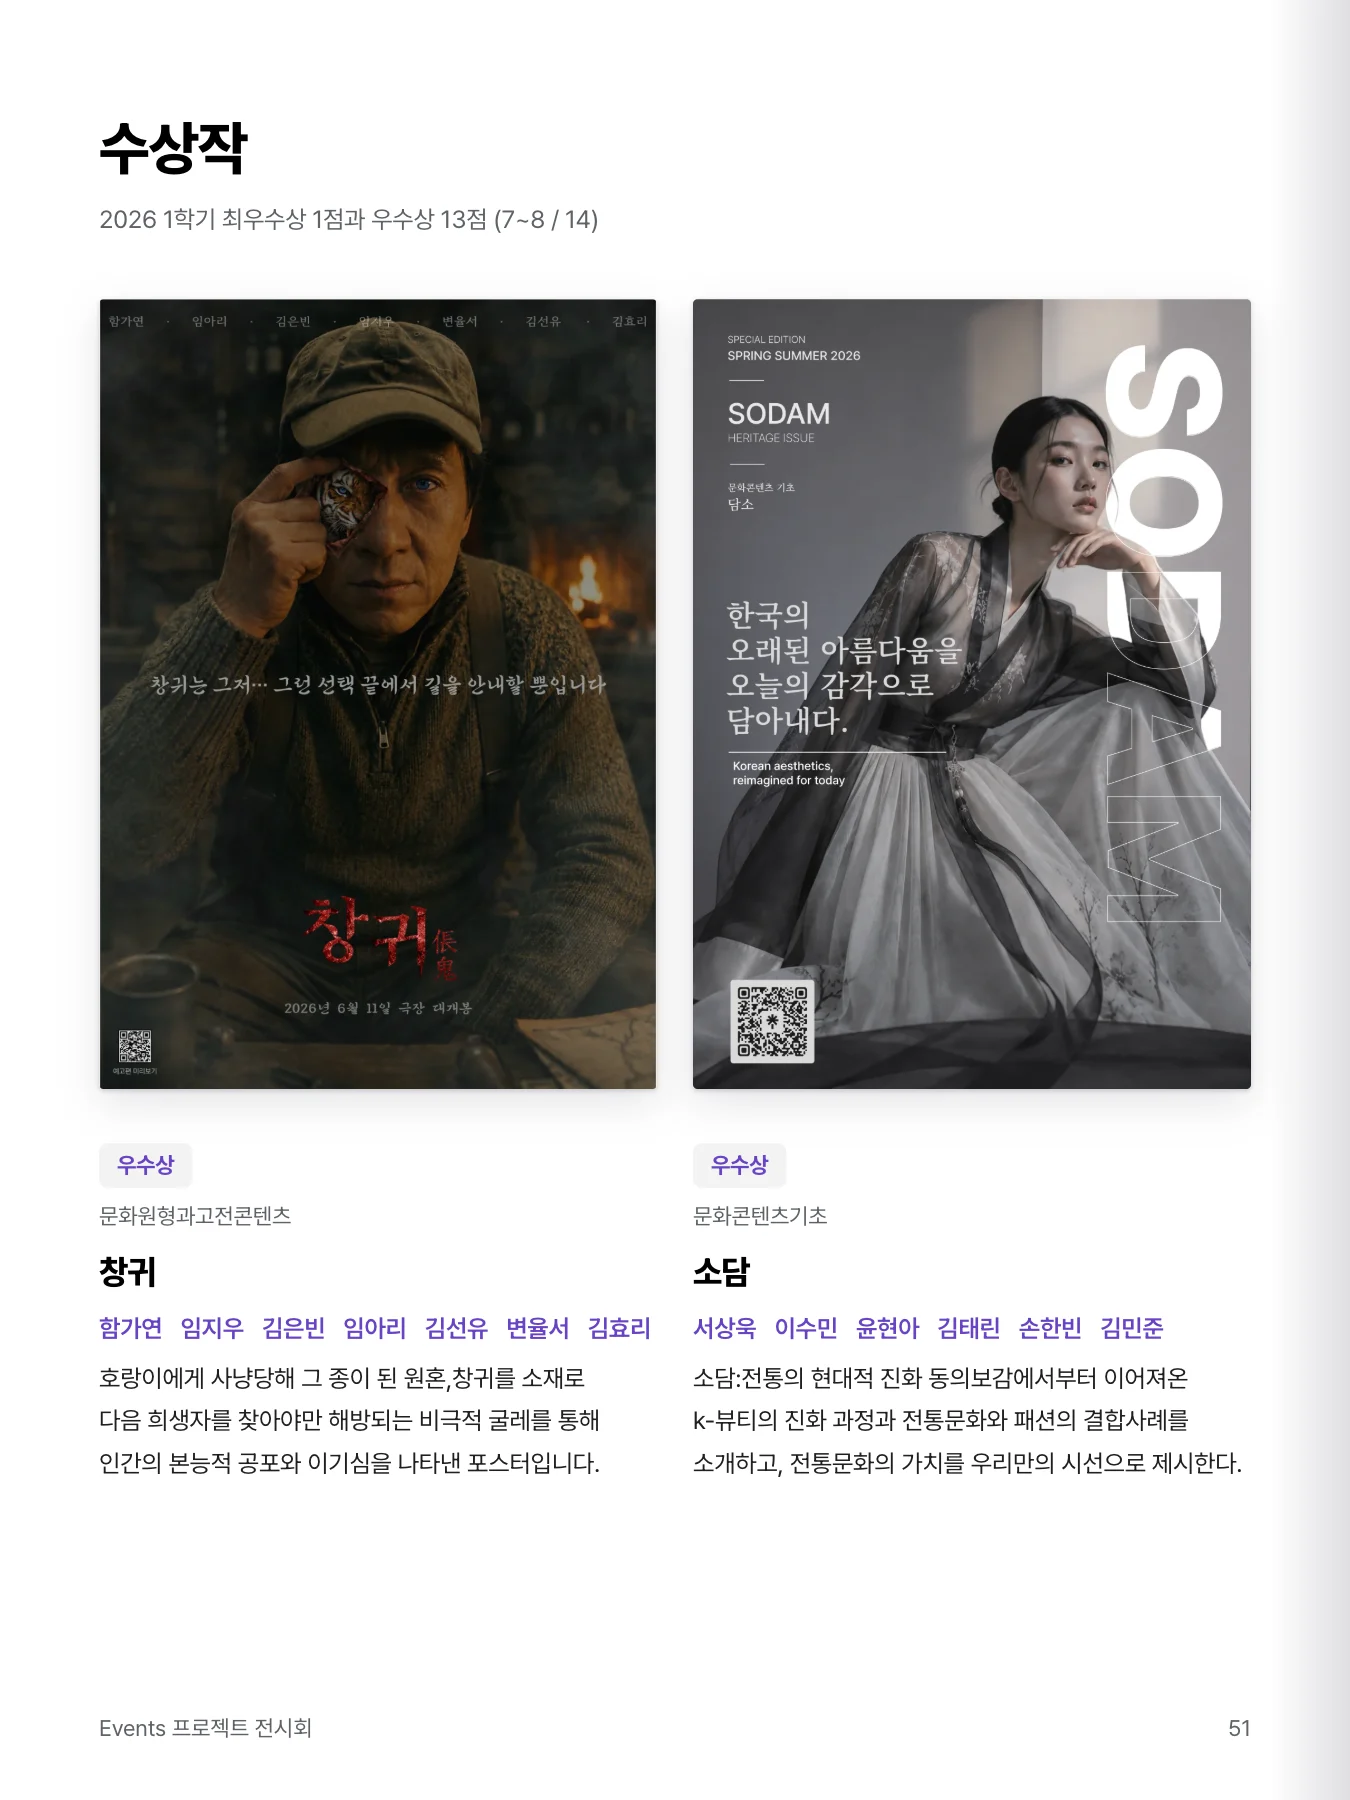 수상작
2026 1학기 최우수상 1점과 우수상 13점 (7~8 / 14)
함가연 · 임아리 · 김은빈 · 임지우 · 변율서 · 김선유 · 김효리
창귀는 그저... 그런 선택 끝에서 길을 안내할 뿐입니다
창귀
倀鬼
2026년 6월 11일 극장 대개봉
예고편 미리보기
SPECIAL EDITION
SPRING SUMMER 2026
SODAM
HERITAGE ISSUE
문화콘텐츠 기초
담소
한국의
오래된 아름다움을
오늘의 감각으로
담아내다.
Korean aesthetics,
reimagined for today
SODAM
우수상
문화원형과고전콘텐츠
창귀
함가연 임지우 김은빈 임아리 김선유 변율서 김효리
호랑이에게 사냥당해 그 종이 된 원혼,창귀를 소재로
다음 희생자를 찾아야만 해방되는 비극적 굴레를 통해
인간의 본능적 공포와 이기심을 나타낸 포스터입니다.
우수상
문화콘텐츠기초
소담
서상욱 이수민 윤현아 김태린 손한빈 김민준
소담:전통의 현대적 진화 동의보감에서부터 이어져온
k-뷰티의 진화 과정과 전통문화와 패션의 결합사례를
소개하고, 전통문화의 가치를 우리만의 시선으로 제시한다.
Events 프로젝트 전시회
51